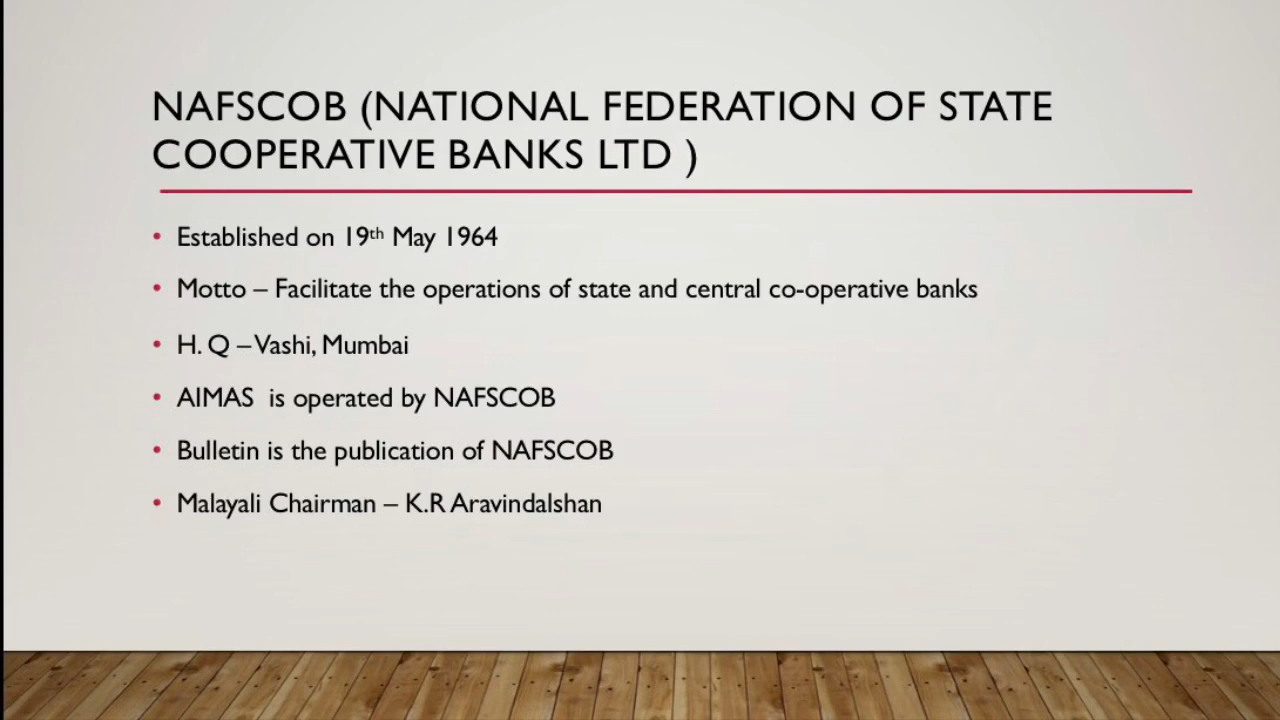 NAFSCOB (NATIONAL FEDERATION OF STATE
COOPERATIVE BANKS LTD )
• Established on 19th May 1964
• Motto – Facilitate the operations of state and central co-operative banks
• H. Q – Vashi, Mumbai
• AIMAS  is operated by NAFSCOB
• Bulletin is the publication of NAFSCOB
• Malayali Chairman – K.R Aravindalshan